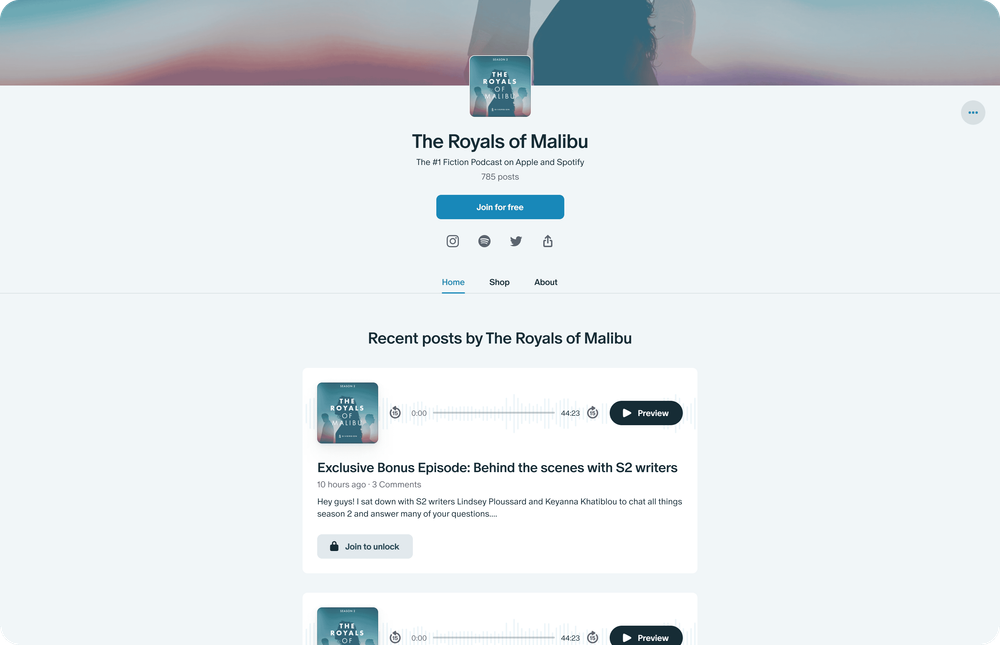 SEASON 2
THE
ROYALS
OF
MALIBU
The Royals of Malibu
The #1 Fiction Podcast on Apple and Spotify
785 posts
Join for free
Home Shop About
Recent posts by The Royals of Malibu
SEASON 2
THE
ROYALS
OF
MALIBU
15 0:00 44:23 15 Preview
Exclusive Bonus Episode: Behind the scenes with S2 writers
10 hours ago · 3 Comments
Hey guys! I sat down with S2 writers Lindsey Ploussard and Keyanna Khatiblou to chat all things
season 2 and answer many of your questions....
Join to unlock
SEASON 2
THE
ROYALS
OF
15 0:00 44:23 15 Preview